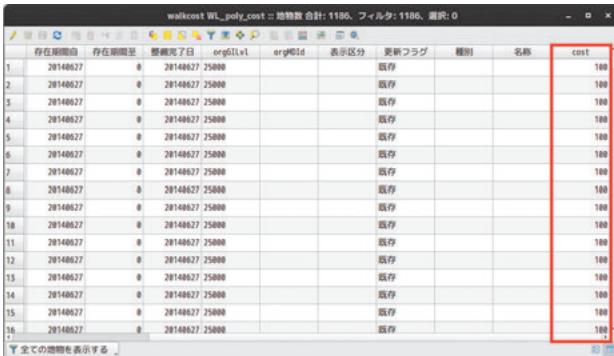 walkcost WL_poly_cost :: 地物数 合計: 1186、フィルタ: 1186、選択: 0
存在期間自 存在期間至 整備完了日 orgGILvl orgMDId 表示区分 更新フラグ 種別 名称 cost
1 20140627 0 20140627 25000 既存 100
2 20140627 0 20140627 25000 既存 100
3 20140627 0 20140627 25000 既存 100
4 20140627 0 20140627 25000 既存 100
5 20140627 0 20140627 25000 既存 100
6 20140627 0 20140627 25000 既存 100
7 20140627 0 20140627 25000 既存 100
8 20140627 0 20140627 25000 既存 100
9 20140627 0 20140627 25000 既存 100
10 20140627 0 20140627 25000 既存 100
11 20140627 0 20140627 25000 既存 100
12 20140627 0 20140627 25000 既存 100
13 20140627 0 20140627 25000 既存 100
14 20140627 0 20140627 25000 既存 100
15 20140627 0 20140627 25000 既存 100
16 20140627 0 20140627 25000 既存 100
全ての地物を表示する